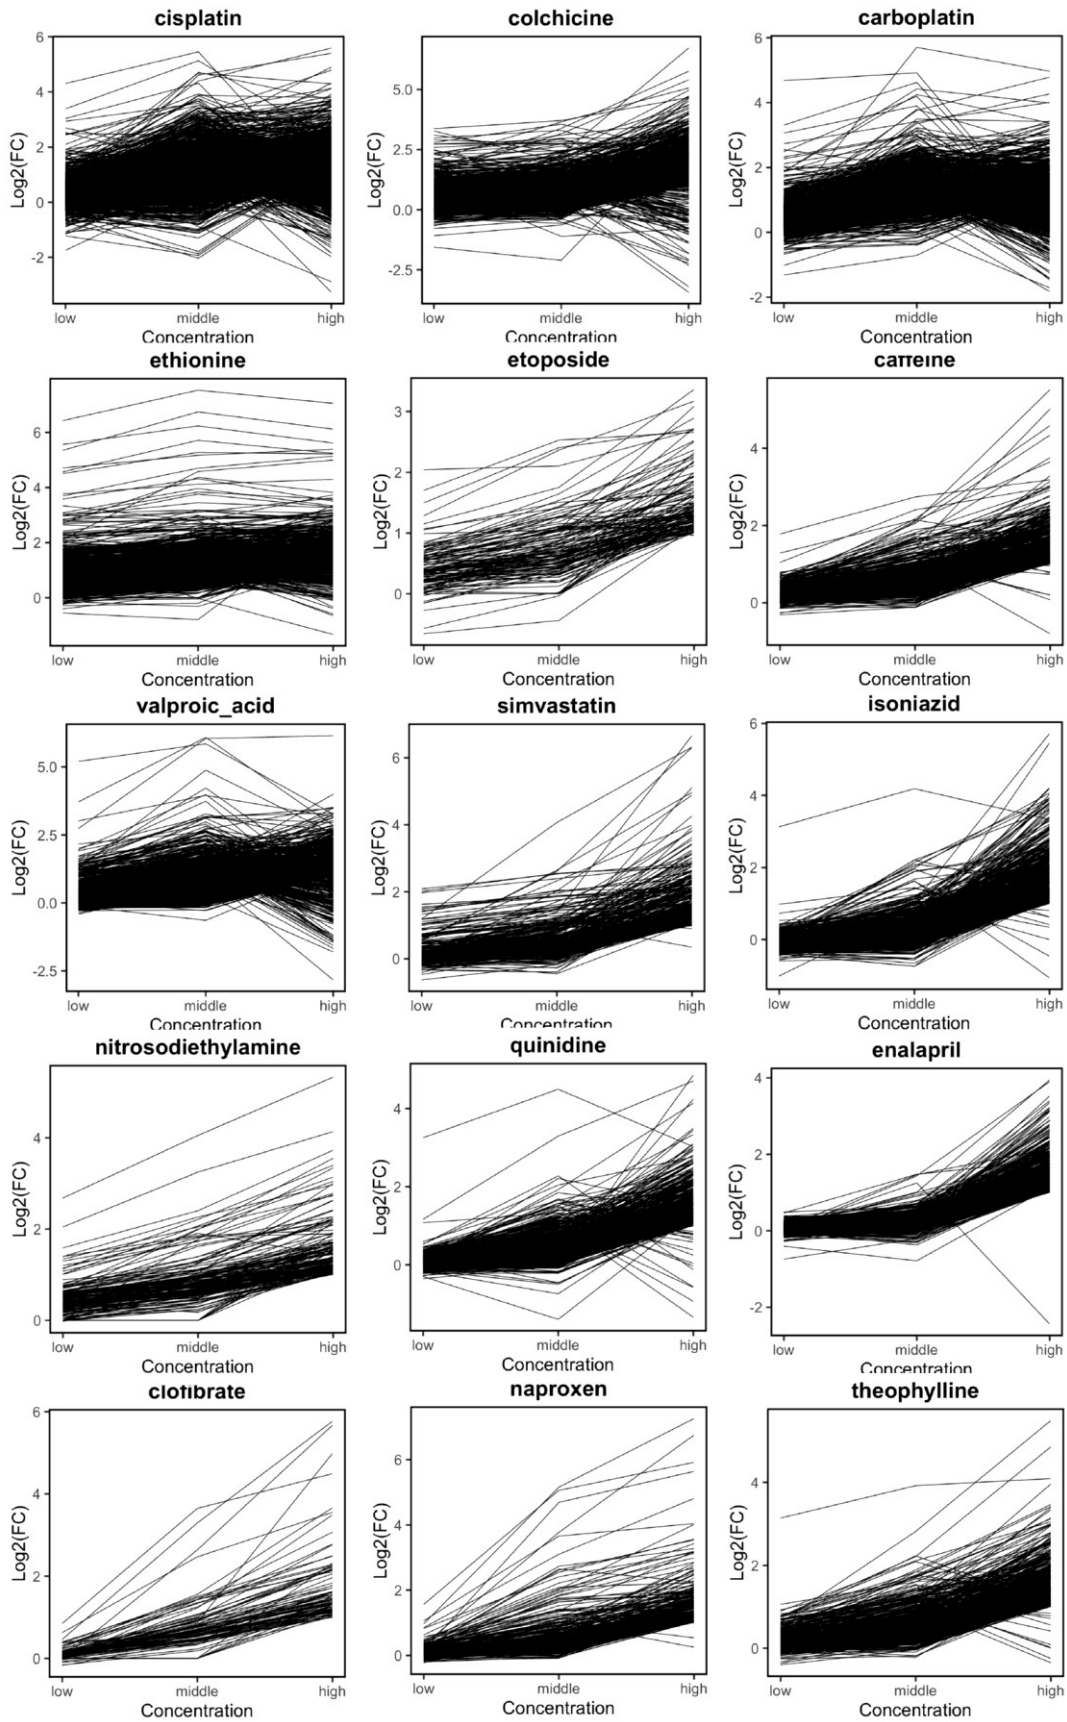 cisplatin colchicine carboplatin
6
4
2
0
-2
Log2(FC)
low middle high
Concentration
5.0
2.5
0.0
-2.5
Log2(FC)
low middle high
Concentration
6
4
2
0
-2
Log2(FC)
low middle high
Concentration
ethionine etoposide caffeine
6
4
2
0
Log2(FC)
low middle high
Concentration
3
2
1
0
Log2(FC)
low middle high
Concentration
4
2
0
Log2(FC)
low middle high
Concentration
valproic_acid simvastatin isoniazid
5.0
2.5
0.0
-2.5
Log2(FC)
low middle high
Concentration
6
4
2
0
Log2(FC)
low middle high
Concentration
6
4
2
0
Log2(FC)
low middle high
Concentration
nitrosodiethylamine quinidine enalapril
4
2
0
Log2(FC)
low middle high
Concentration
4
2
0
Log2(FC)
low middle high
Concentration
4
2
0
-2
Log2(FC)
low middle high
Concentration
clofibrate naproxen theophylline
6
4
2
0
Log2(FC)
low middle high
Concentration
6
4
2
0
Log2(FC)
low middle high
Concentration
4
2
0
Log2(FC)
low middle high
Concentration